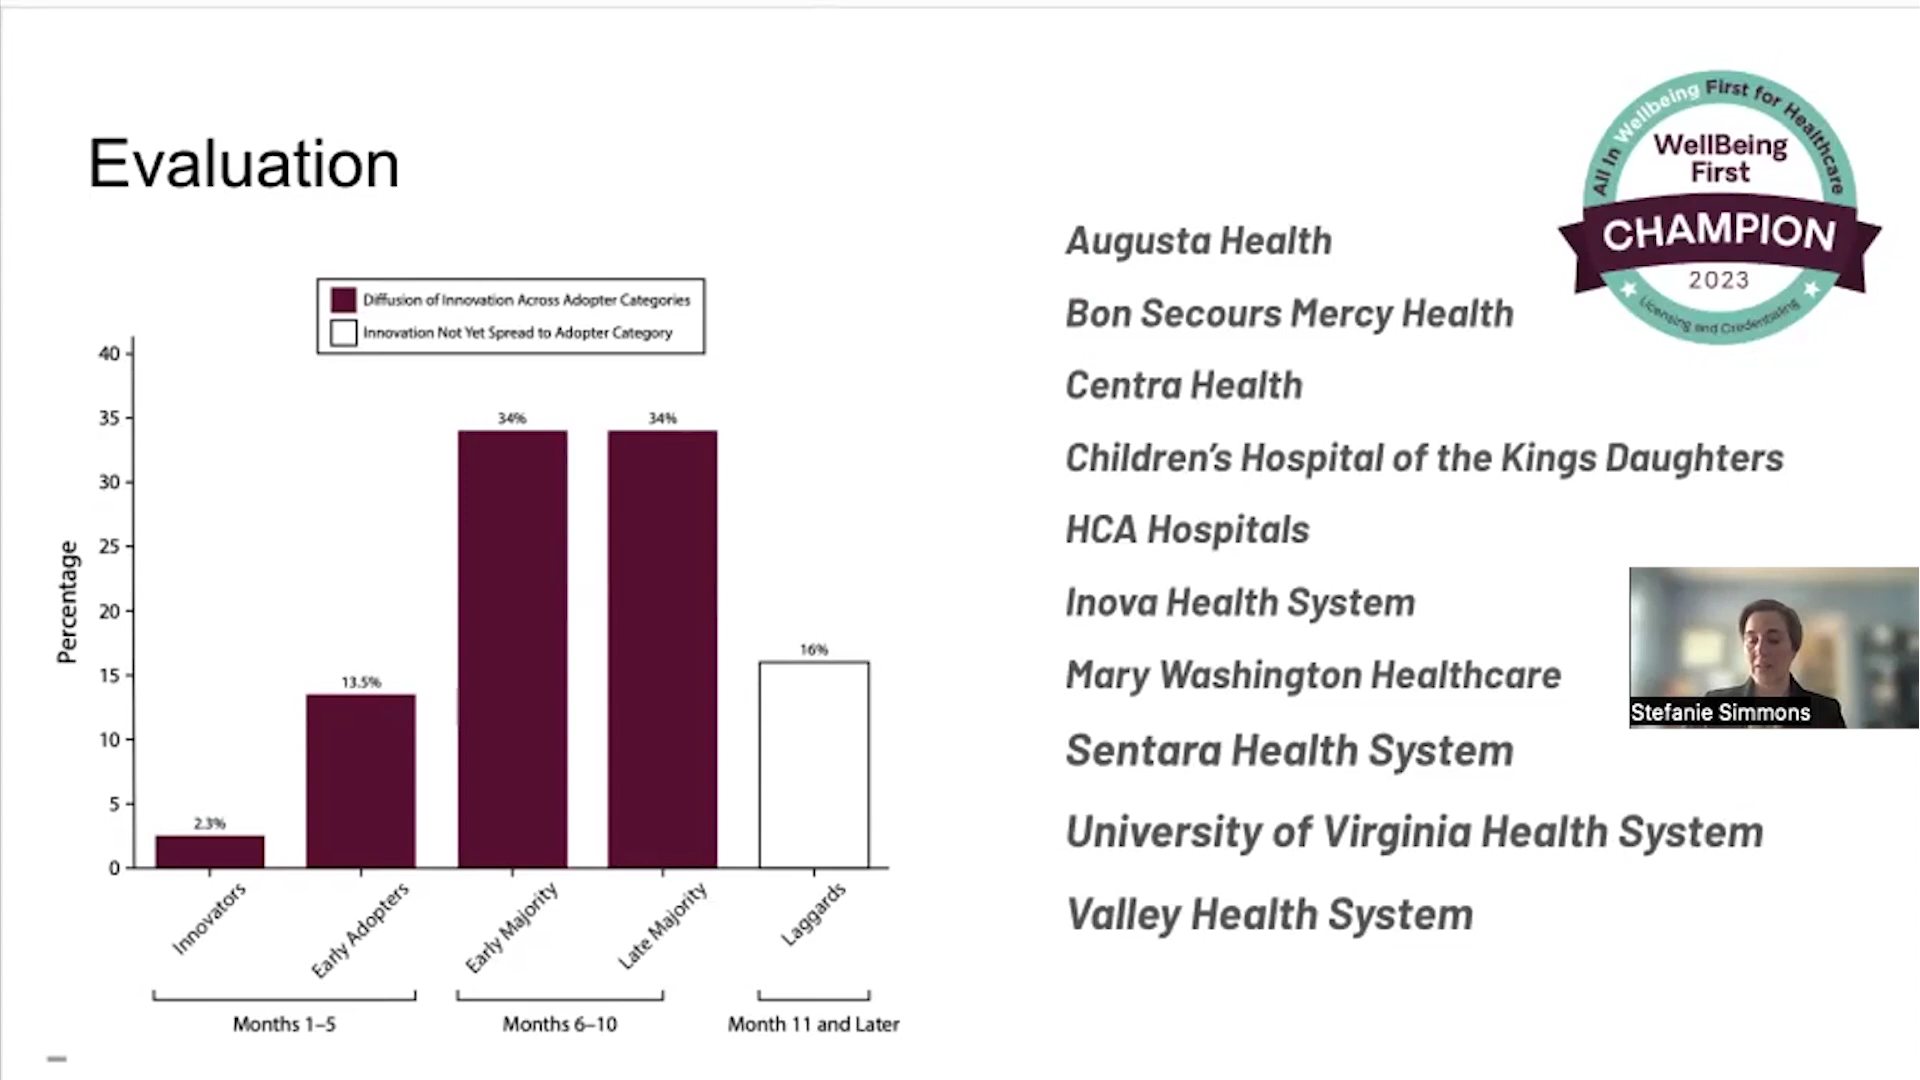 Evaluation
All In Wellbeing First for Healthcare
WellBeing
First
CHAMPION
2023
Licensing and Credentialing
Diffusion of Innovation Across Adopter Categories
Innovation Not Yet Spread to Adopter Category
Percentage
40
35
30
25
20
15
10
5
0
2.3%
13.5%
34%
34%
16%
Innovators
Early Adopters
Early Majority
Late Majority
Laggards
Months 1–5
Months 6–10
Month 11 and Later
Augusta Health
Bon Secours Mercy Health
Centra Health
Children’s Hospital of the Kings Daughters
HCA Hospitals
Inova Health System
Mary Washington Healthcare
Sentara Health System
University of Virginia Health System
Valley Health System
Stefanie Simmons